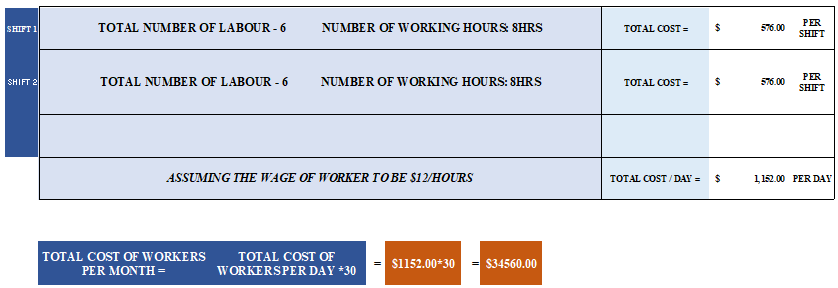 SHIFT 1 TOTAL NUMBER OF LABOUR - 6 NUMBER OF WORKING HOURS: 8HRS TOTAL COST = $ 576.00 PER SHIFT
SHIFT 2 TOTAL NUMBER OF LABOUR - 6 NUMBER OF WORKING HOURS: 8HRS TOTAL COST = $ 576.00 PER SHIFT
ASSUMING THE WAGE OF WORKER TO BE $12/HOURS TOTAL COST / DAY = $ 1,152.00 PER DAY
TOTAL COST OF WORKERS PER MONTH = TOTAL COST OF WORKERS PER DAY *30 = $1152.00*30 = $34560.00